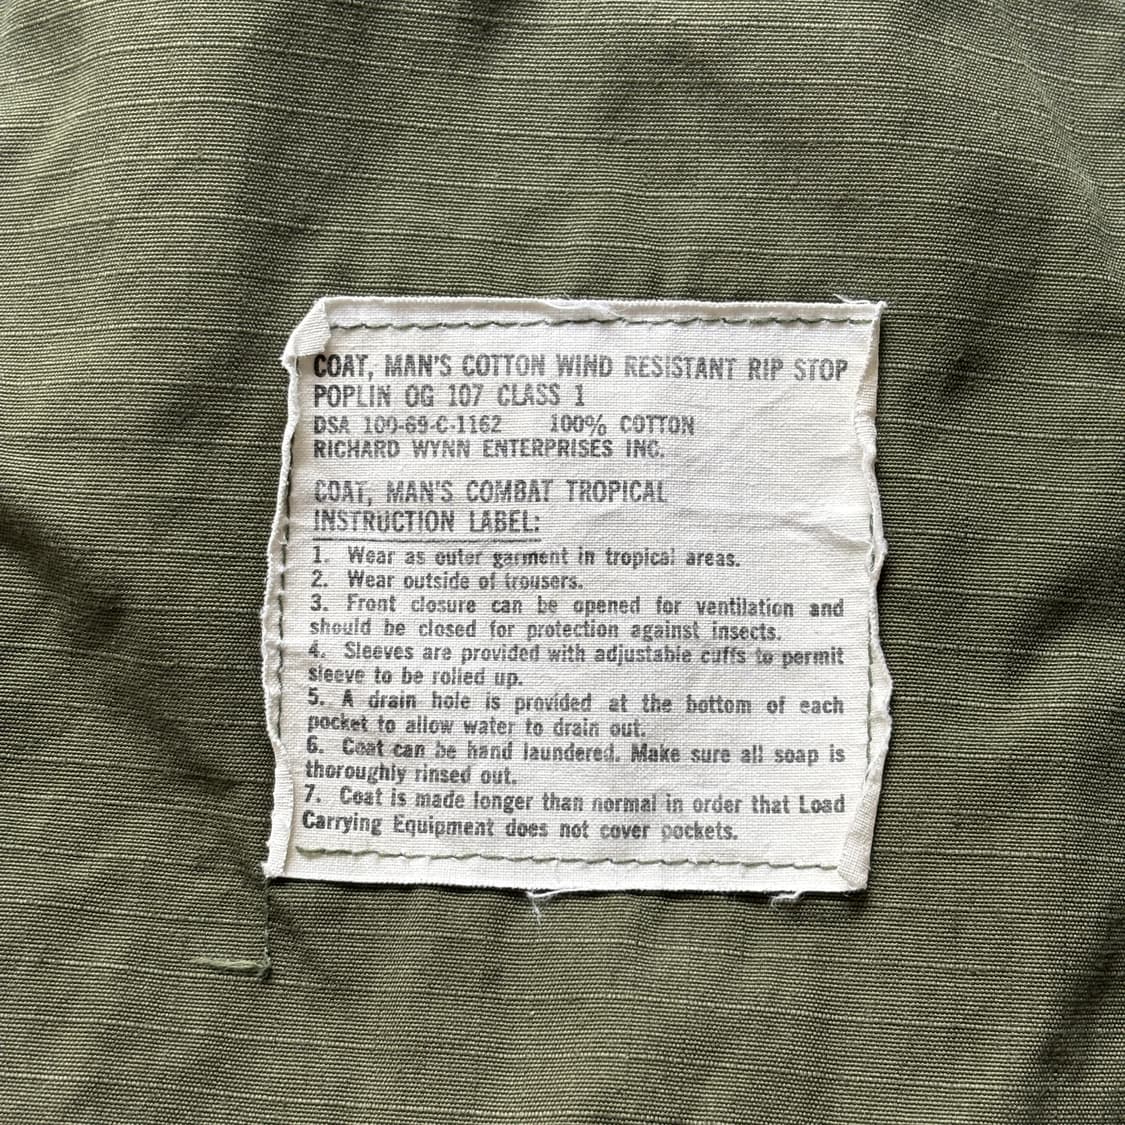 COAT, MAN'S COTTON WIND RESISTANT RIP STOP
POPLIN OG 107 CLASS 1
DSA 100-69-C-1162 100% COTTON
RICHARD WYNN ENTERPRISES INC.
COAT, MAN'S COMBAT TROPICAL
INSTRUCTION LABEL:
1. Wear as outer garment in tropical areas.
2. Wear outside of trousers.
3. Front closure can be opened for ventilation and
should be closed for protection against insects.
4. Sleeves are provided with adjustable cuffs to permit
sleeve to be rolled up.
5. A drain hole is provided at the bottom of each
pocket to allow water to drain out.
6. Coat can be hand laundered. Make sure all soap is
thoroughly rinsed out.
7. Coat is made longer than normal in order that Load
Carrying Equipment does not cover pockets.